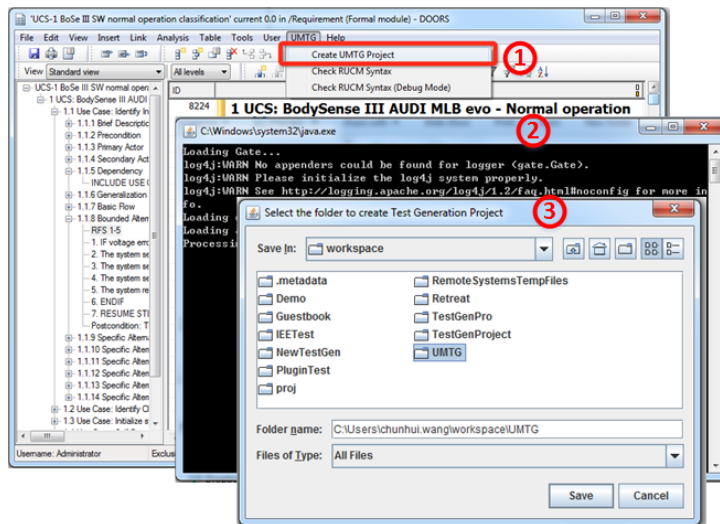 'UCS-1 BoSe III SW normal operation classification' current 0.0 in /Requirement (Formal module) - DOORS
File Edit View Insert Link Analysis Table Tools User UMTG Help
Create UMTG Project
1
Check RUCM Syntax
Check RUCM Syntax (Debug Mode)
View Standard view
All levels
UCS-1 BoSe III SW normal opera
1 UCS: BodySense III AUDI
1.1 Use Case: Identify In
1.1.1 Brief Descriptic
1.1.2 Precondition
1.1.3 Primary Actor
1.1.4 Secondary Act
1.1.5 Dependency
INCLUDE USE
1.1.6 Generalization
1.1.7 Basic Flow
1.1.8 Bounded Altern
RFS 1-5
1. IF voltage erro
2. The system se
3. The system se
4. The system se
5. The system re
6. ENDIF
7. RESUME STI
Postcondition: T
1.1.9 Specific Alterna
1.1.10 Specific Alten
1.1.11 Specific Alten
1.1.12 Specific Alten
1.1.13 Specific Alten
1.1.14 Specific Alten
1.2 Use Case: Identify Cl
1.3 Use Case: Initialize s
Username: Administrator
Exclus
ID
8224
1 UCS: BodySense III AUDI MLB evo - Normal operation
C:\Windows\system32\java.exe
2
Loading Gate...
log4j:WARN No appenders could be found for logger (gate.Gate).
log4j:WARN Please initialize the log4j system properly.
log4j:WARN See http://logging.apache.org/log4j/1.2/faq.html#noconfig for more in
fo.
Loading
Loading
Processin
Select the folder to create Test Generation Project
3
Save In: workspace
.metadata
Demo
Guestbook
IEETest
NewTestGen
PluginTest
proj
RemoteSystemsTempFiles
Retreat
TestGenPro
TestGenProject
UMTG
Folder name: C:\Users\chunhui.wang\workspace\UMTG
Files of Type: All Files
Save Cancel